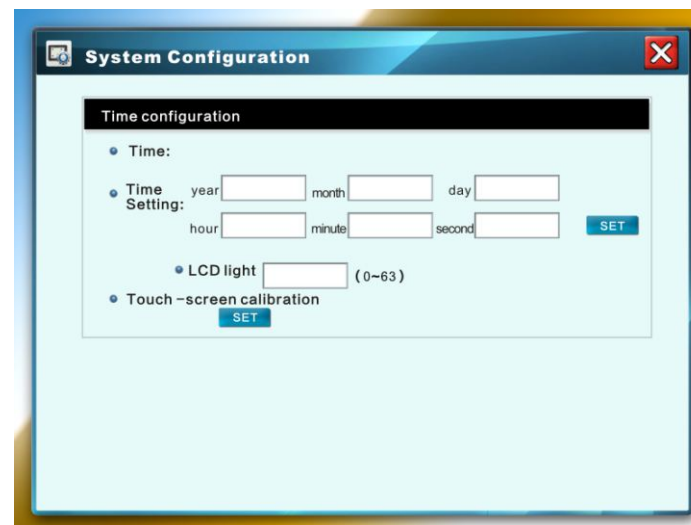 System Configuration
Time configuration
Time:
Time year month day
Setting:
hour minute second SET
LCD light (0~63)
Touch-screen calibration
SET